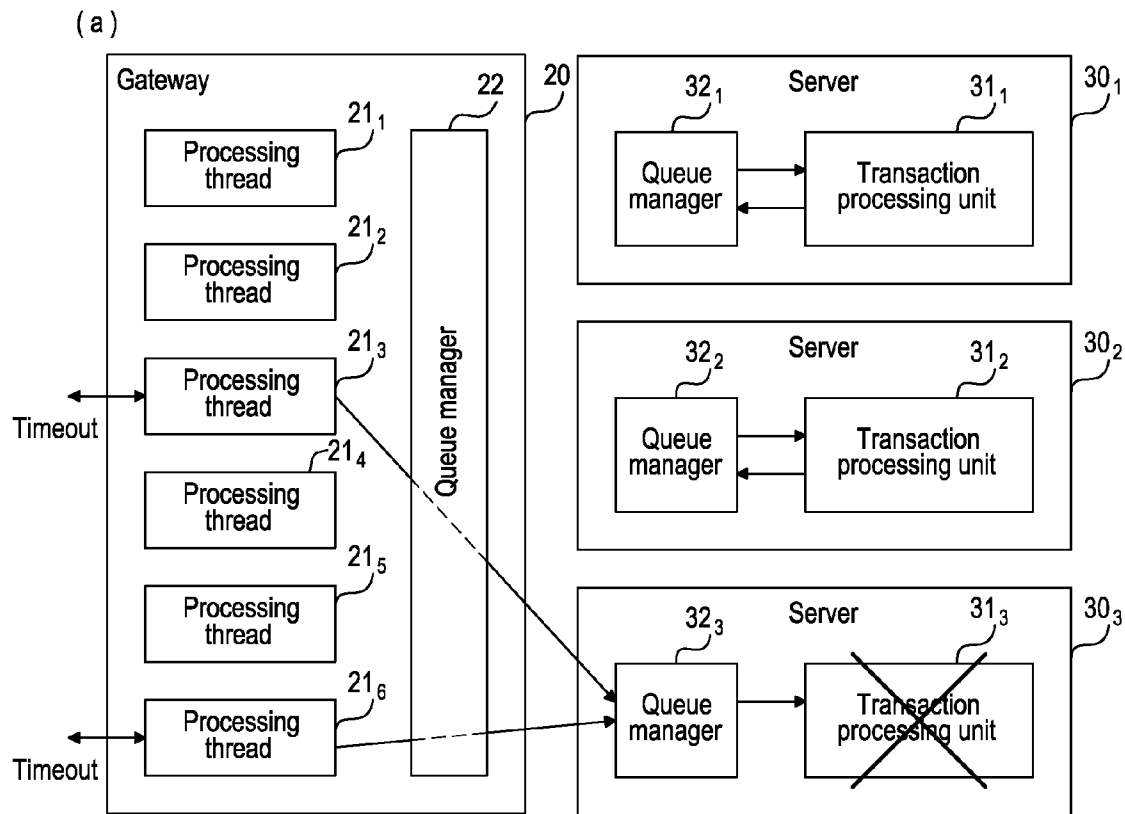 (a)
Gateway
22
20
21₁
Processing
thread
21₂
Processing
thread
21₃
Processing
thread
Timeout
21₄
Processing
thread
21₅
Processing
thread
21₆
Processing
thread
Timeout
Queue manager
Server
30₁
32₁
31₁
Queue
manager
Transaction
processing unit
Server
30₂
32₂
31₂
Queue
manager
Transaction
processing unit
Server
30₃
32₃
31₃
Queue
manager
Transaction
processing unit